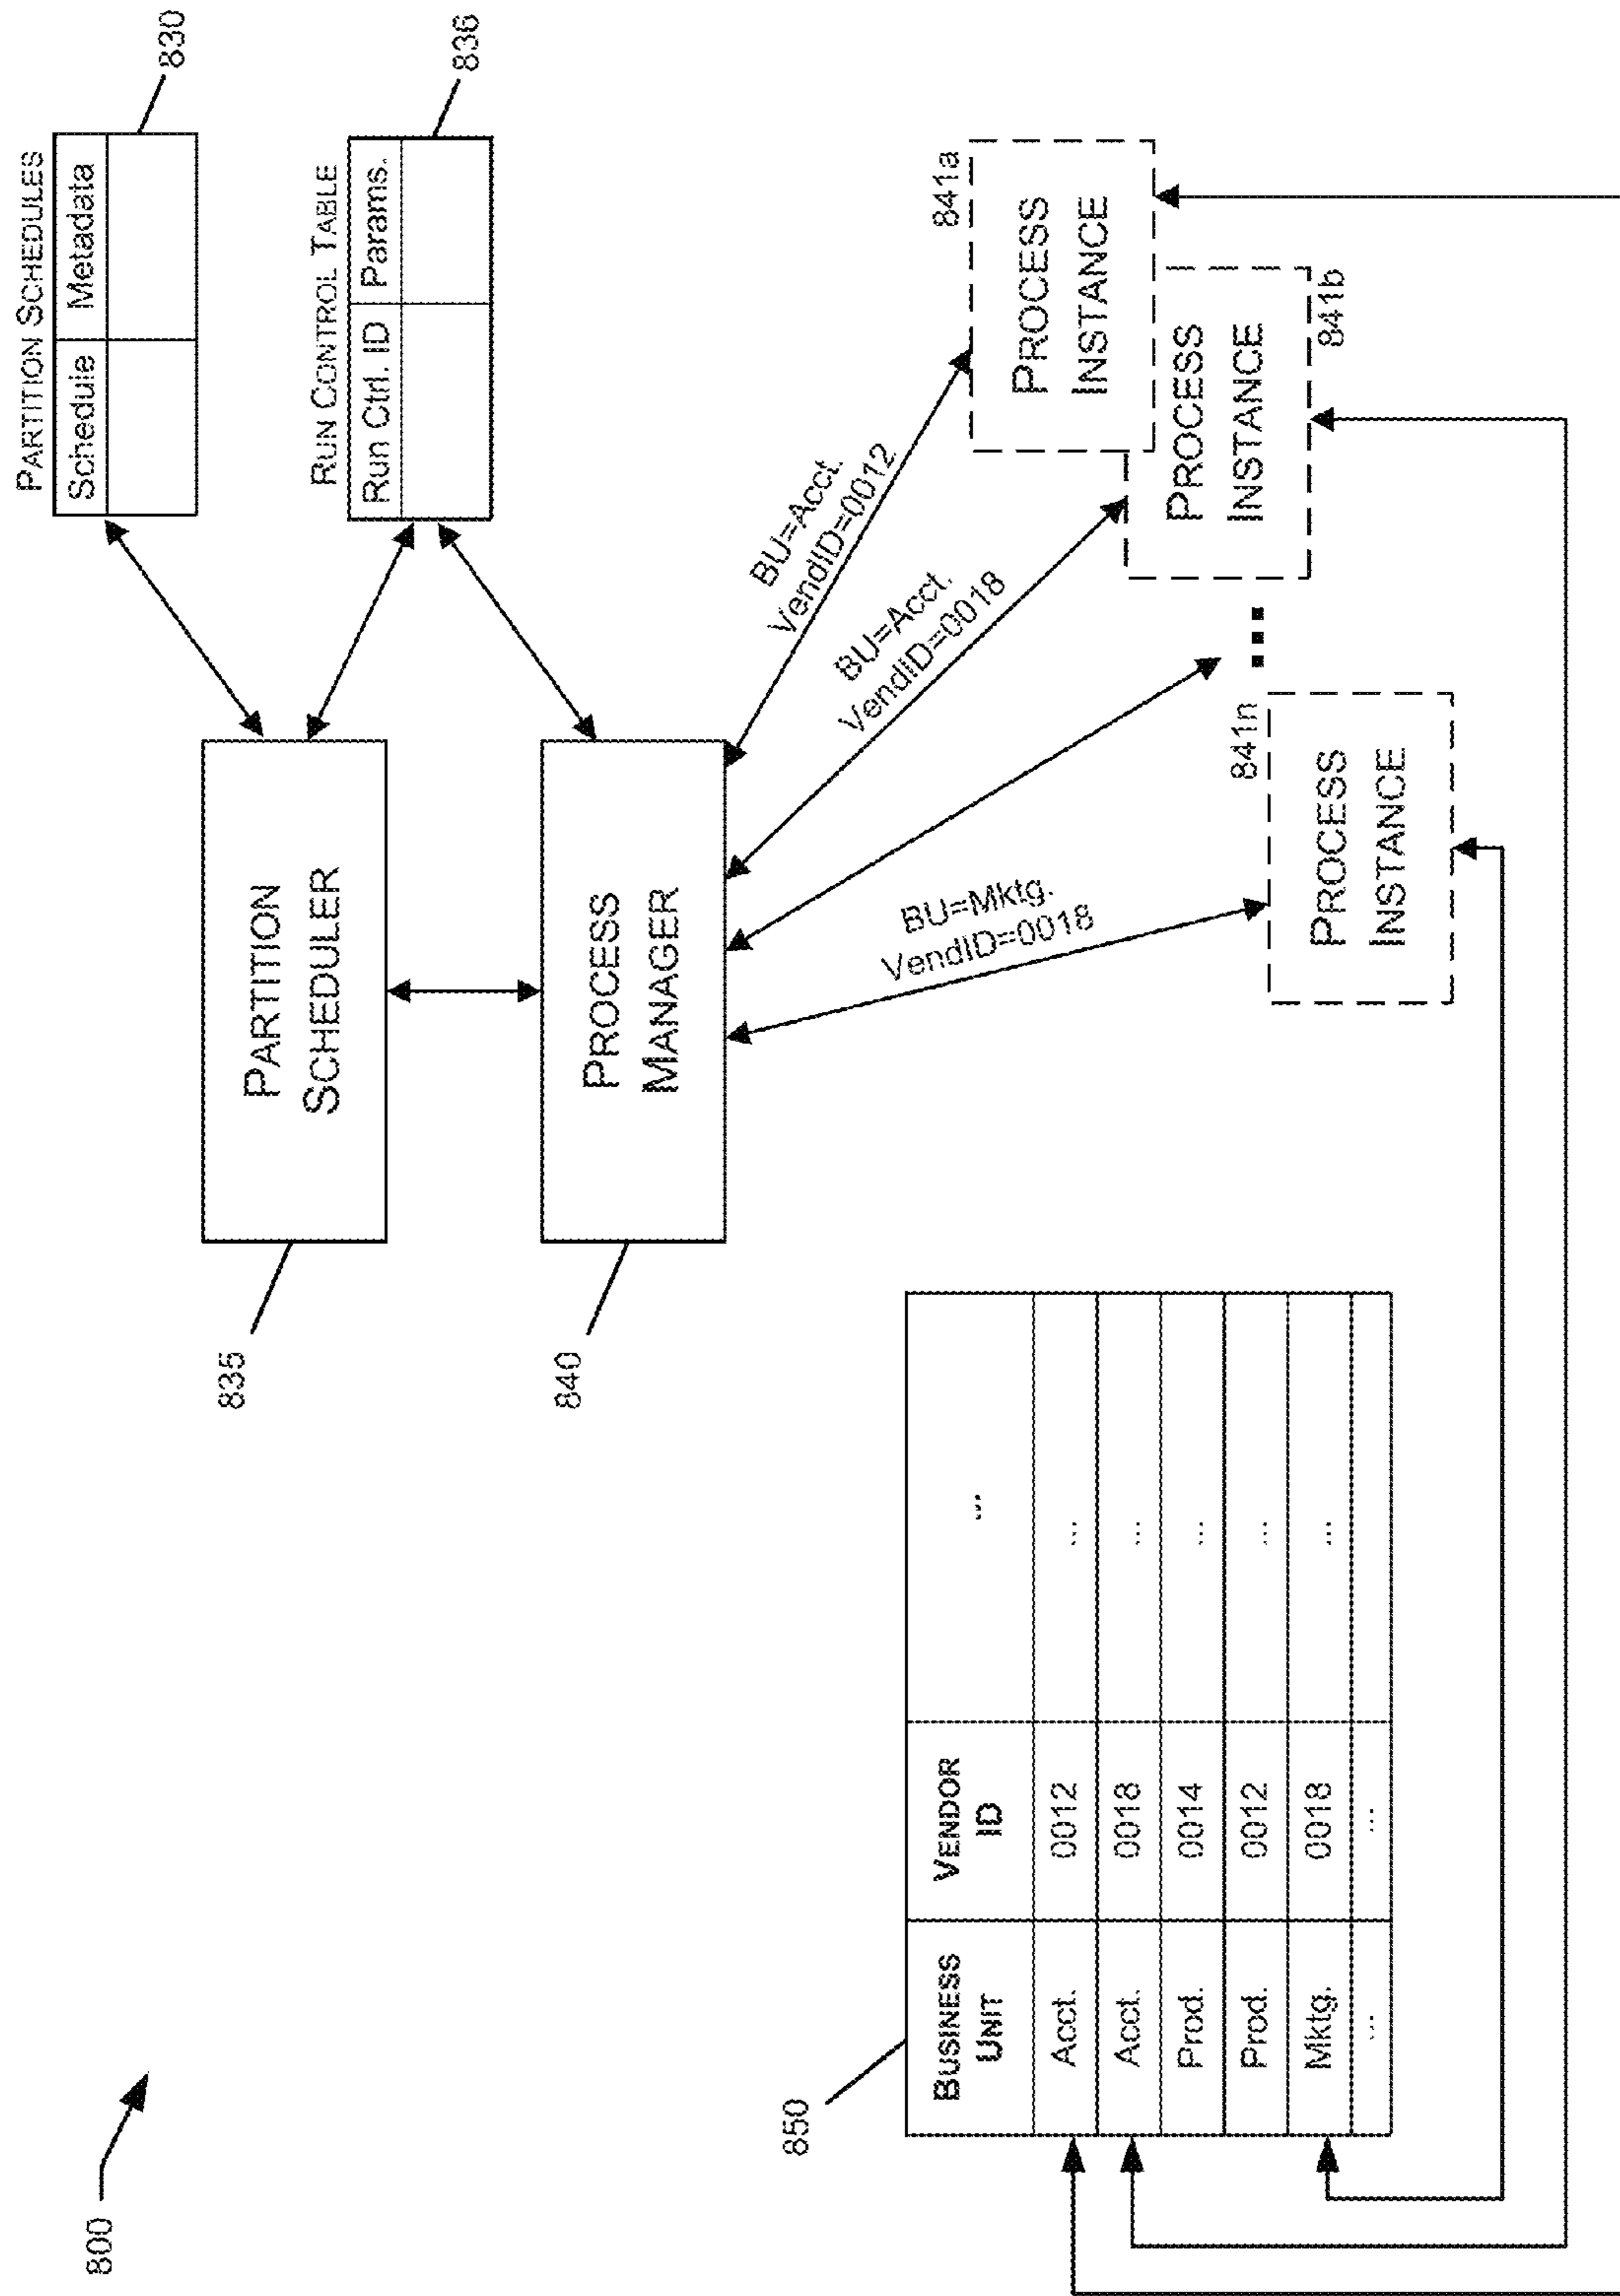 800
PARTITION SCHEDULES
Schedule Metadata
830
RUN CONTROL TABLE
Run Ctrl. ID Params.
836
PARTITION
SCHEDULER
835
PROCESS
MANAGER
840
BU=Acct.
VendID=0012
BU=Acct.
VendID=0018
BU=Mktg.
VendID=0018
841a
PROCESS
INSTANCE
PROCESS
INSTANCE
841b
...
841n
PROCESS
INSTANCE
850
BUSINESS
UNIT
VENDOR
ID
...
Acct. 0012 ...
Acct. 0018 ...
Prod. 0014 ...
Prod. 0012 ...
Mktg. 0018 ...
... ...